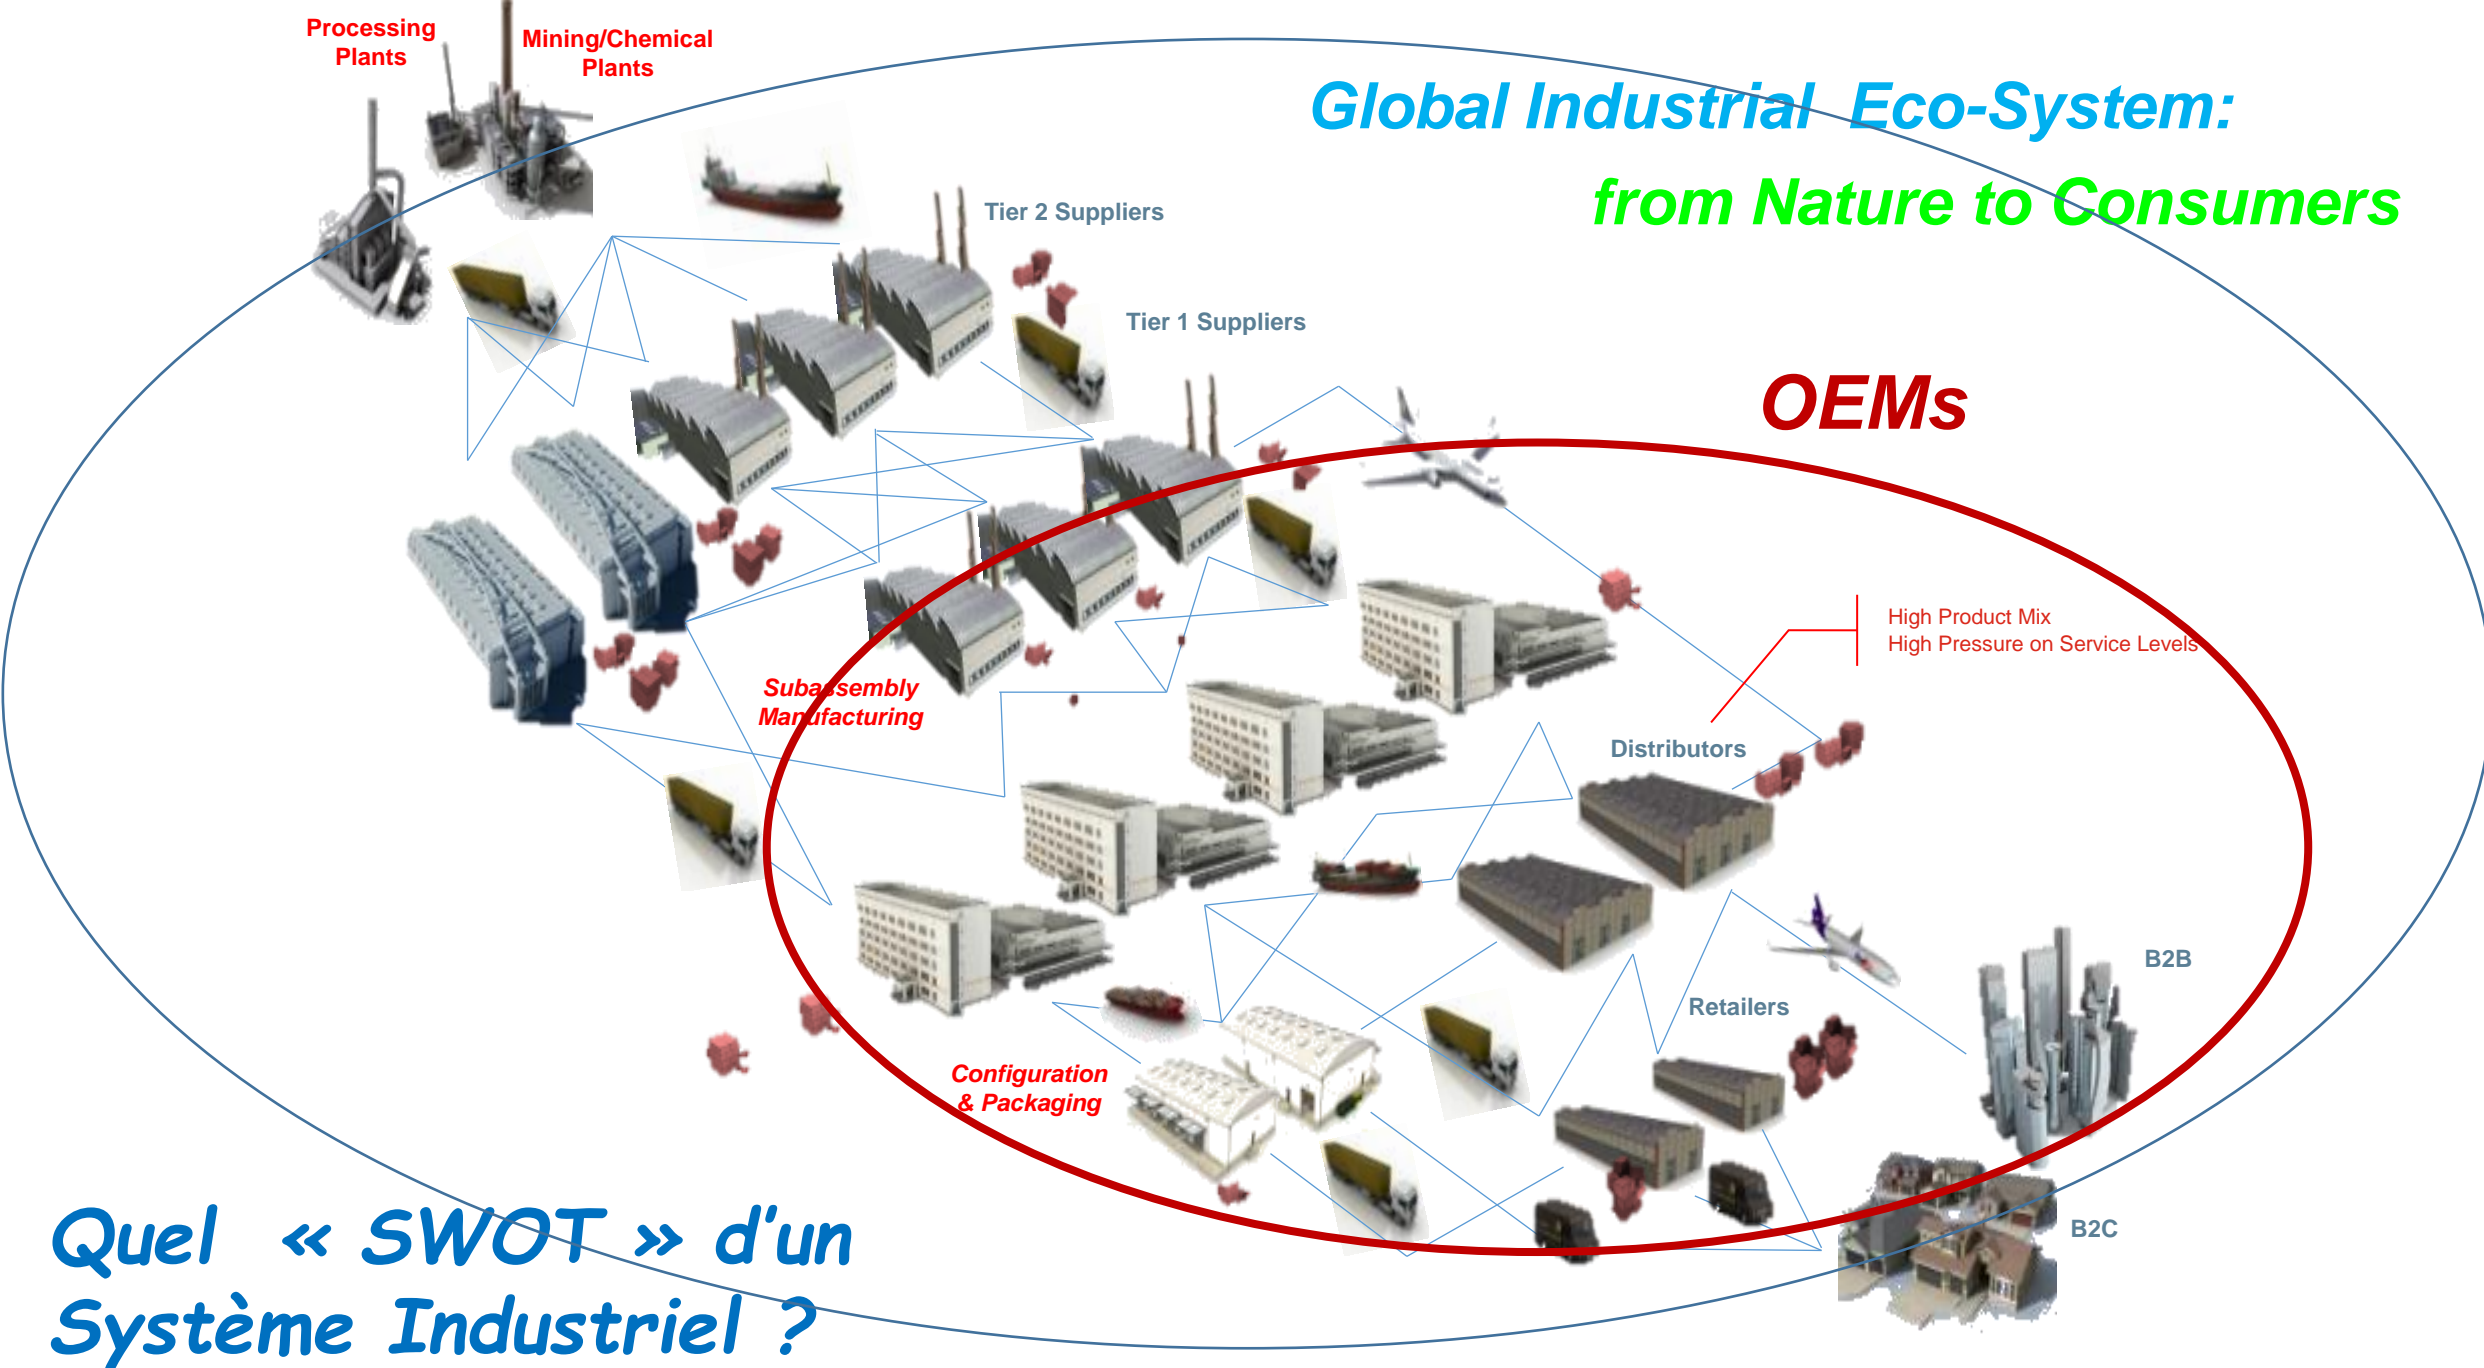 Processing
Plants
Mining/Chemical
Plants
Global Industrial Eco-System:
from Nature to Consumers
Tier 2 Suppliers
Tier 1 Suppliers
OEMs
High Product Mix
High Pressure on Service Levels
Subassembly
Manufacturing
Distributors
B2B
Retailers
Configuration
& Packaging
B2C
Quel « SWOT » d'un
Système Industriel ?